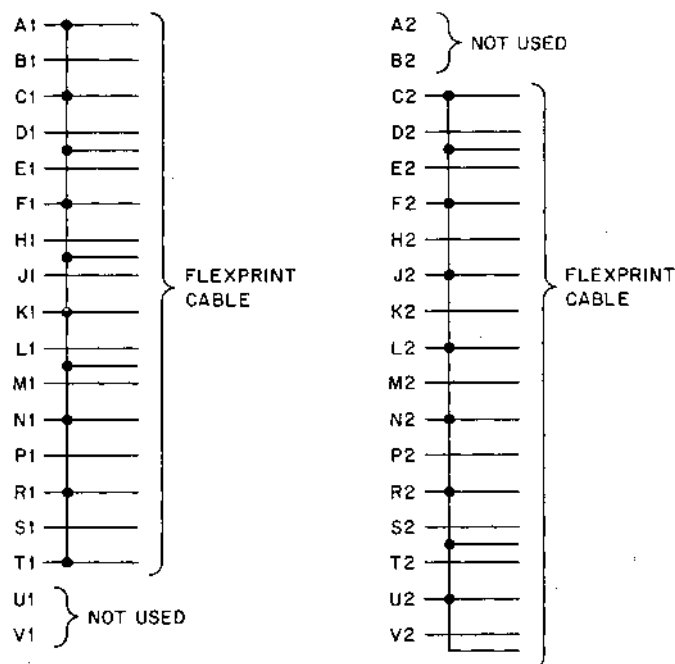 A1
B1
C1
D1
E1
F1
H1
J1
K1
L1
M1
N1
P1
R1
S1
T1
U1
V1
FLEXPRINT
CABLE
NOT USED
A2
B2
NOT USED
C2
D2
E2
F2
H2
J2
K2
L2
M2
N2
P2
R2
S2
T2
U2
V2
FLEXPRINT
CABLE